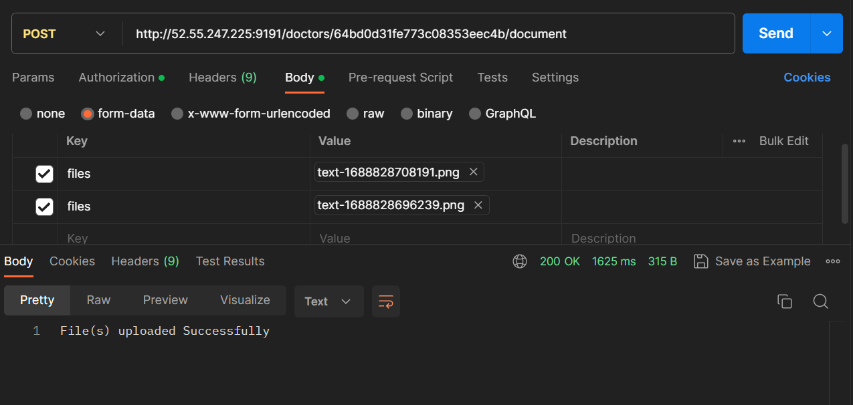 POST http://52.55.247.225:9191/doctors/64bd0d31fe773c08353eec4b/document Send
Params Authorization Headers (9) Body Pre-request Script Tests Settings Cookies
none form-data x-www-form-urlencoded raw binary GraphQL
Key Value Description Bulk Edit
files text-1688828708191.png
files text-1688828696239.png
Key Value Description
Body Cookies Headers (9) Test Results 200 OK 1625 ms 315 B Save as Example
Pretty Raw Preview Visualize Text
1 File(s) uploaded Successfully